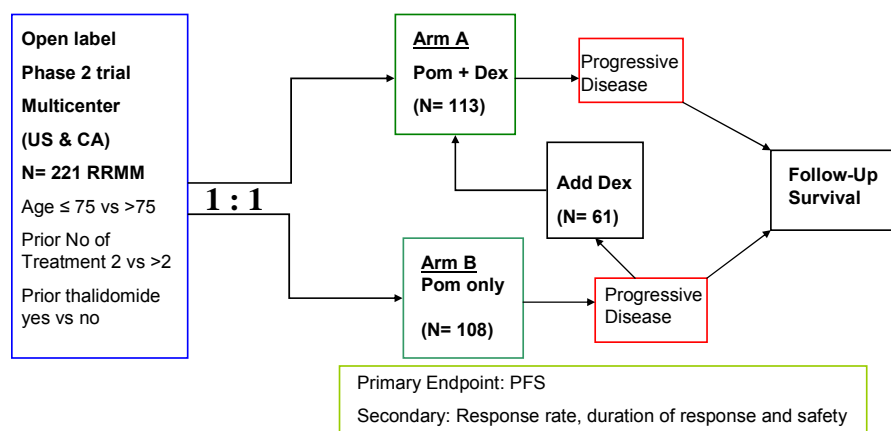 Open label
Phase 2 trial
Multicenter
(US & CA)
N= 221 RRMM
Age ≤ 75 vs >75
Prior No of
Treatment 2 vs >2
Prior thalidomide
yes vs no
1 : 1
Arm A
Pom + Dex
(N= 113)
Progressive
Disease
Add Dex
(N= 61)
Follow-Up
Survival
Arm B
Pom only
(N= 108)
Progressive
Disease
Primary Endpoint: PFS
Secondary: Response rate, duration of response and safety